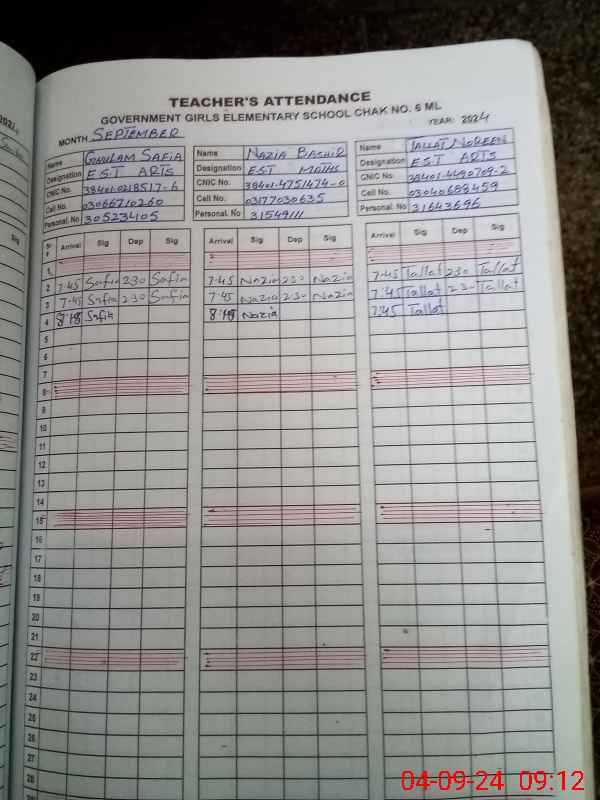 TEACHER'S ATTENDANCE
GOVERNMENT GIRLS ELEMENTARY SCHOOL CHAK NO. 6 ML
MONTH SEPTEMBER YEAR: 2024
Name GHULAM SAFIA
Designation E.S.T ARTS
CNIC No. 38401-0218517-6
Cell No. 03066710260
Personal. No 30523405
Name NAZIA BASHIR
Designation EST MATHS
CNIC No. 38401-4751474-0
Cell No. 03177030635
Personal. No 31549111
Name TALLAT NOREEN
Designation E.S.T ARTS
CNIC No. 38401-4490709-2
Cell No. 03040689459
Personal. No 31643696
Sr # Arrival Sig Dep Sig Arrival Sig Dep Sig Arrival Sig Dep Sig
1
2 7:45 Safia 2:30 Safia 7:45 Nazia 2:30 Nazia 7:45 Tallat 2:30 Tallat
3 7:45 Safia 2:30 Safia 7:45 Nazia 2:30 Nazia 7:45 Tallat 2:30 Tallat
4 Safia Nazia 7:45 Tallat
5
6
7
8
9
10
11
12
13
14
15
16
17
18
19
20
21
22
23
24
25
26
27
28
04-09-24 09:12